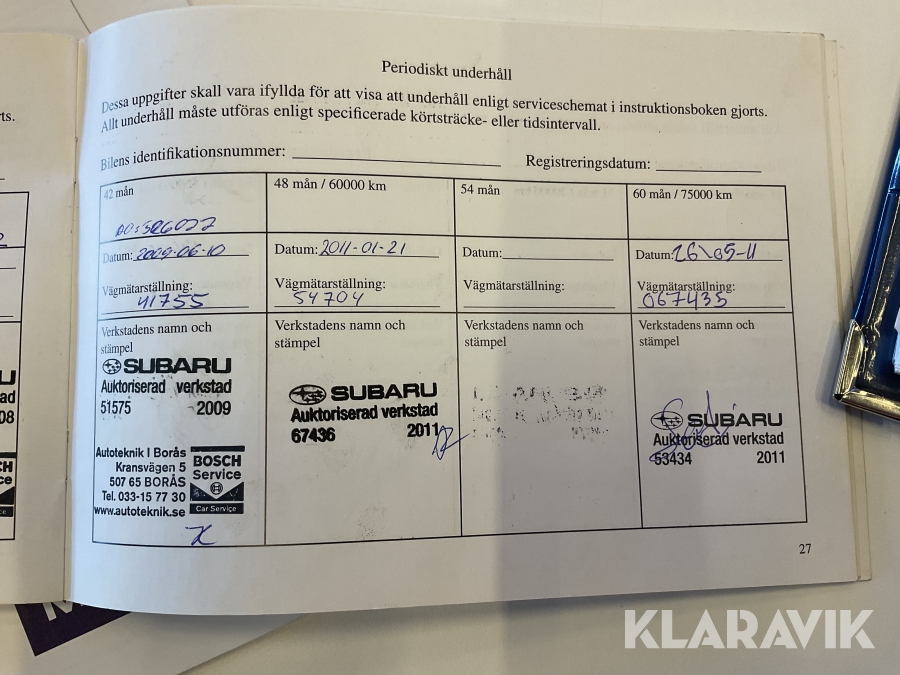 Periodiskt underhåll
Dessa uppgifter skall vara ifyllda för att visa att underhåll enligt serviceschemat i instruktionsboken gjorts.
Allt underhåll måste utföras enligt specificerade körtsträcke- eller tidsintervall.
Bilens identifikationsnummer:
Registreringsdatum:
42 mån
48 mån / 60000 km
54 mån
60 mån / 75000 km
Datum: 2009-06-10
Datum: 2011-01-21
Datum:
Datum: 26\05-11
Vägmätarställning:
41755
Vägmätarställning:
54704
Vägmätarställning:
Vägmätarställning:
067435
Verkstadens namn och
stämpel
SUBARU
Auktoriserad verkstad
51575 2009
Autoteknik I Borås
Kransvägen 5
507 65 BORÅS
Tel. 033-15 77 30
www.autoteknik.se
BOSCH
Service
Car Service
Verkstadens namn och
stämpel
SUBARU
Auktoriserad verkstad
67436 2011
Verkstadens namn och
stämpel
Verkstadens namn och
stämpel
SUBARU
Auktoriserad verkstad
53434 2011
27
KLARAVIK